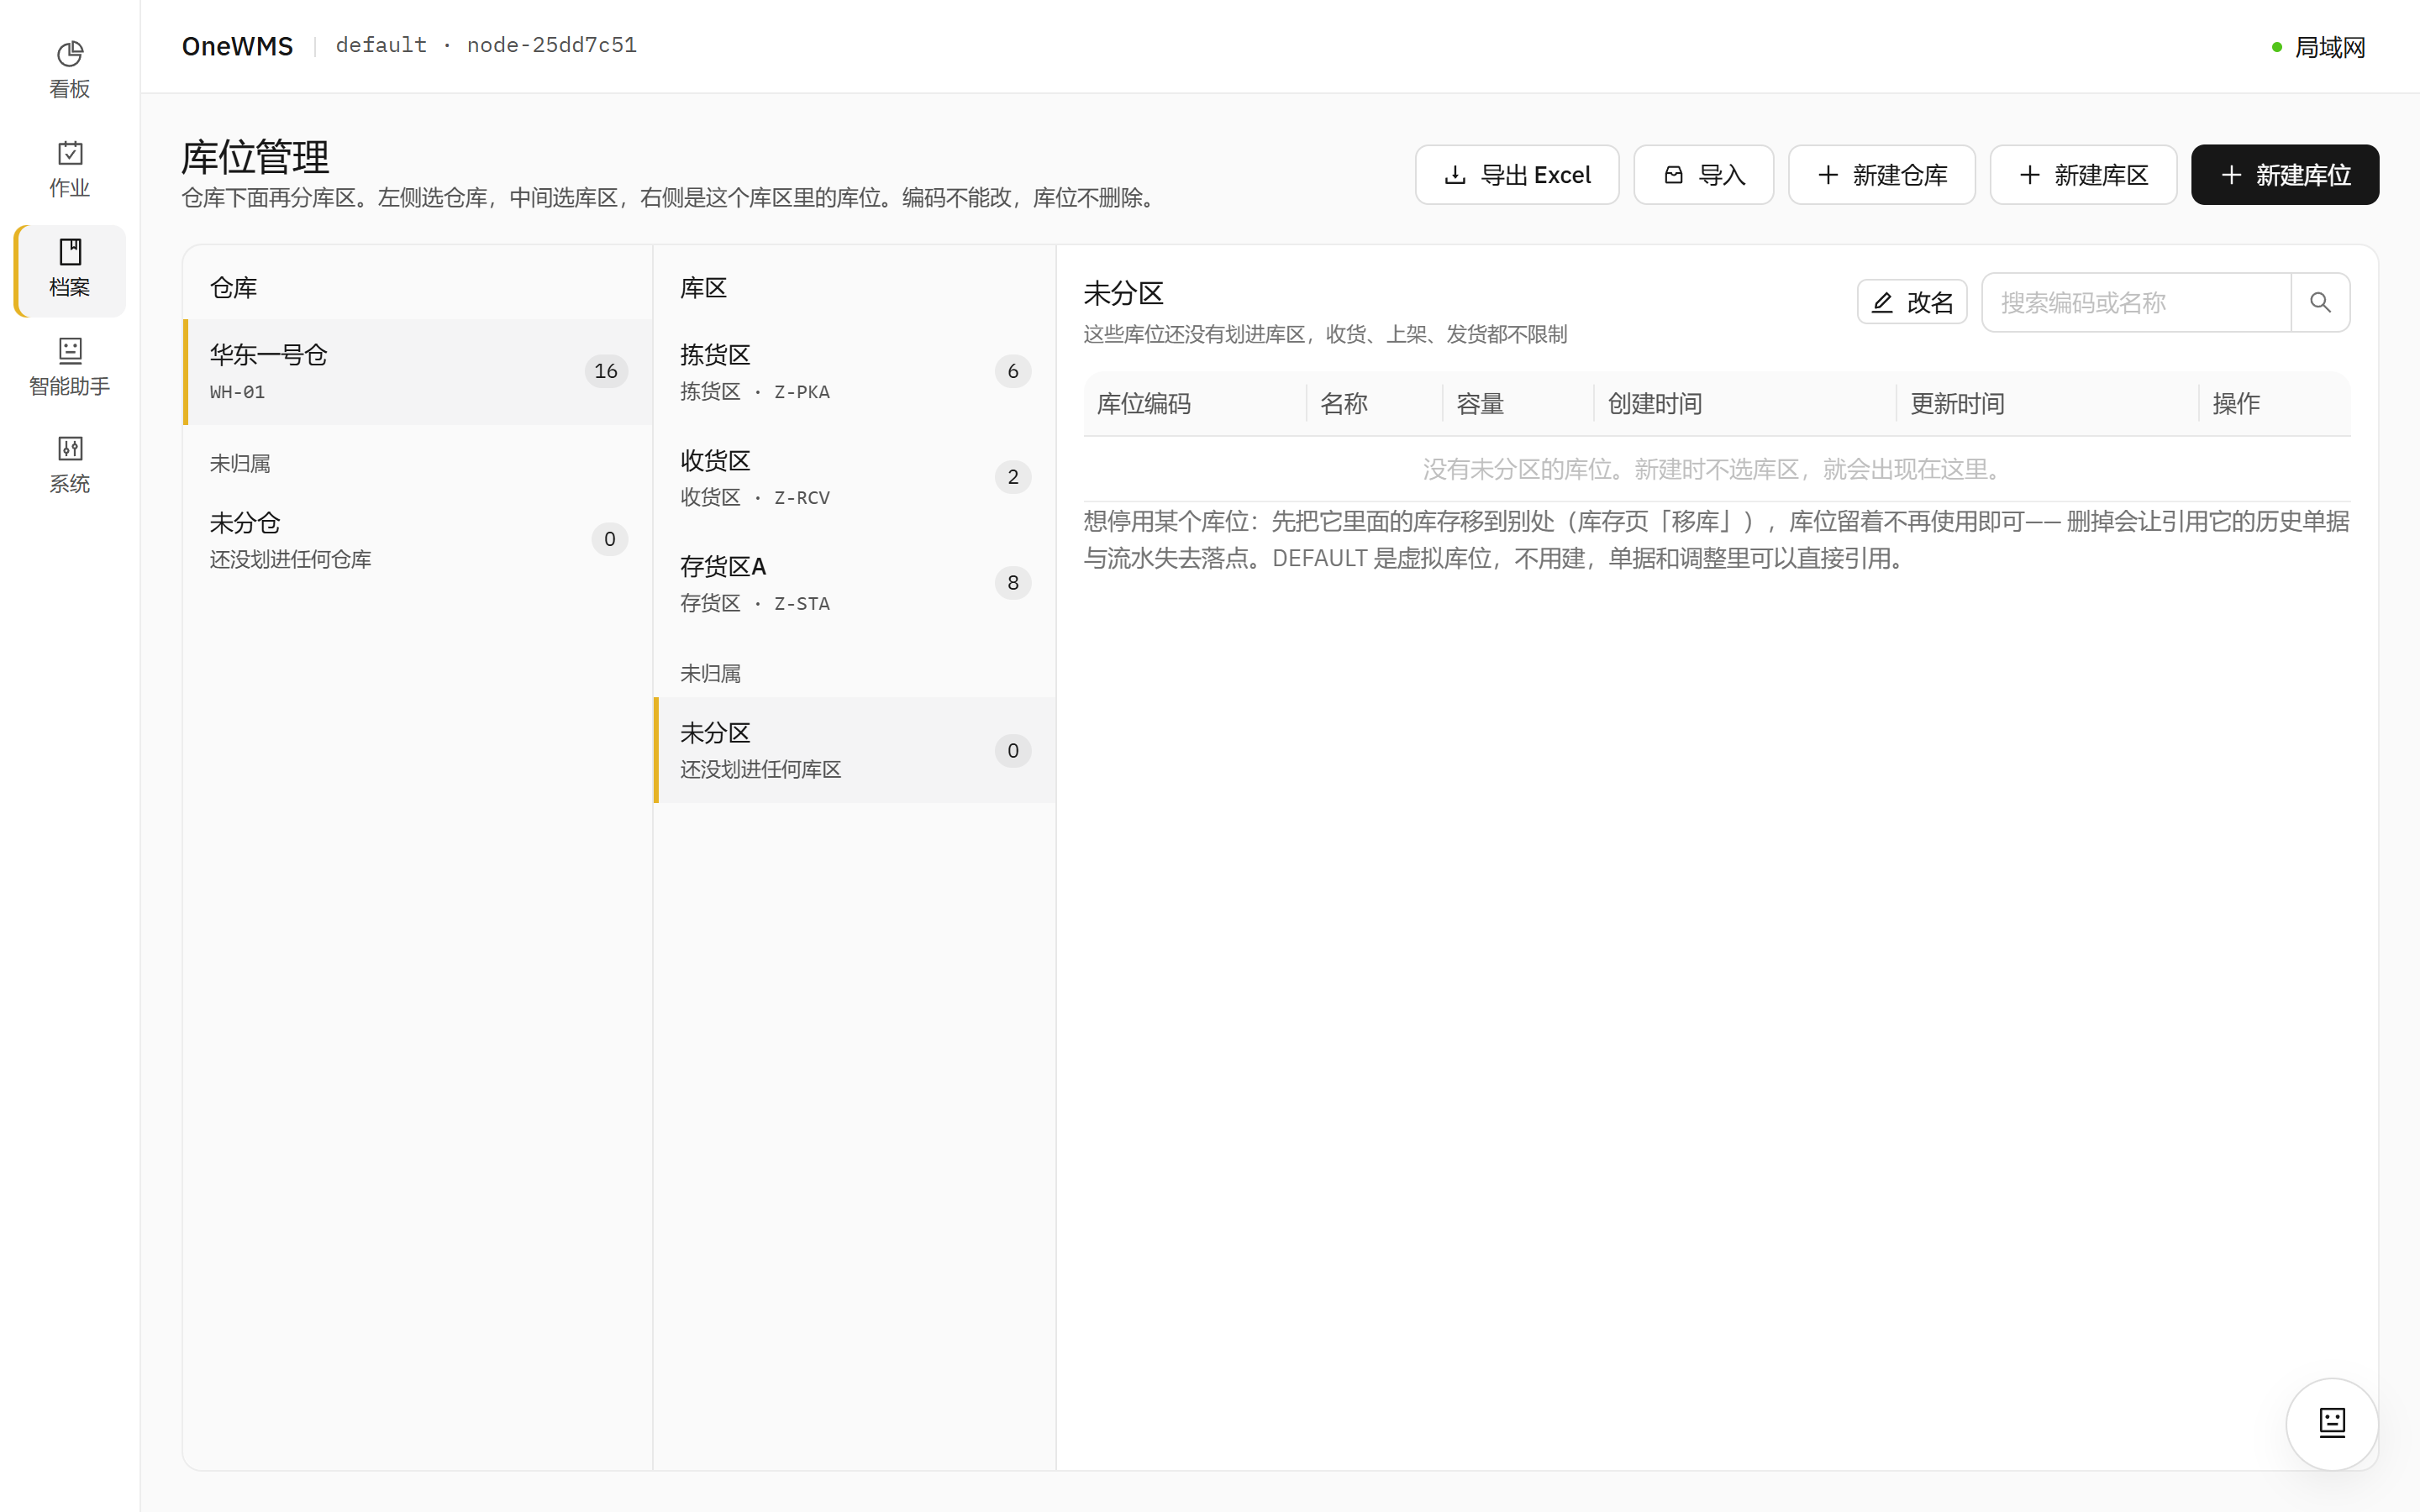 看板
作业
档案
智能助手
系统
OneWMS
default · node-25dd7c51
局域网
库位管理
仓库下面再分库区。左侧选仓库，中间选库区，右侧是这个库区里的库位。编码不能改，库位不删除。
导出 Excel
导入
新建仓库
新建库区
新建库位
仓库
华东一号仓
WH-01
16
未归属
未分仓
还没划进任何仓库
0
库区
拣货区
拣货区 · Z-PKA
6
收货区
收货区 · Z-RCV
2
存货区A
存货区 · Z-STA
8
未归属
未分区
还没划进任何库区
0
未分区
这些库位还没有划进库区，收货、上架、发货都不限制
改名
搜索编码或名称
库位编码 名称 容量 创建时间 更新时间 操作
没有未分区的库位。新建时不选库区，就会出现在这里。
想停用某个库位：先把它里面的库存移到别处（库存页「移库」），库位留着不再使用即可—— 删掉会让引用它的历史单据
与流水失去落点。DEFAULT 是虚拟库位，不用建，单据和调整里可以直接引用。